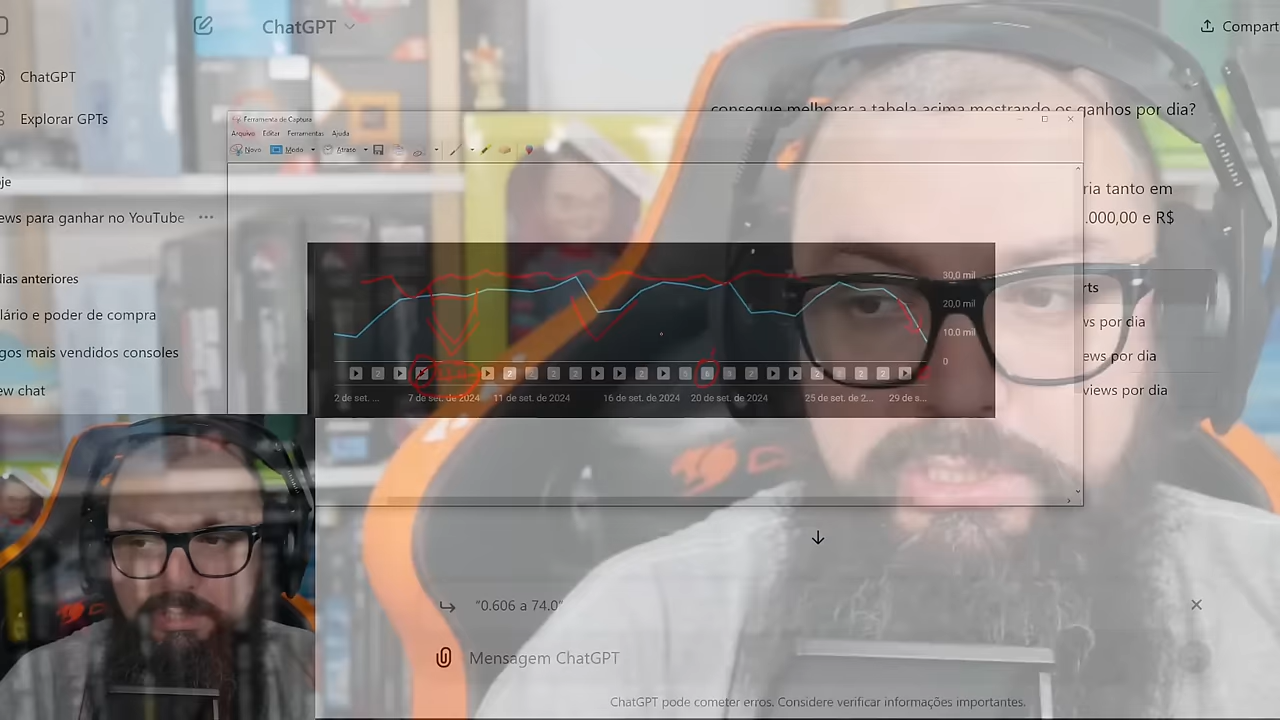 ChatGPT
Compart
ChatGPT
consegue melhorar a tabela acima mostrando os ganhos por dia?
Explorar GPTs
Ferramenta de Captura
Arquivo Editar Ferramentas Ajuda
Novo Modo Atraso
oje
ria tanto em
ews para ganhar no YouTube
.000,00 e R$
lias anteriores
rts
30,0 mil
20,0 mil
10,0 mil
0
lário e poder de compra
ws por dia
gos mais vendidos consoles
ews por dia
ew chat
views por dia
2 de set. ... 7 de set. de 2024 11 de set. de 2024 16 de set. de 2024 20 de set. de 2024 25 de set. de 2... 29 de s...
"0.606 a 74.0"
Mensagem ChatGPT
ChatGPT pode cometer erros. Considere verificar informações importantes.